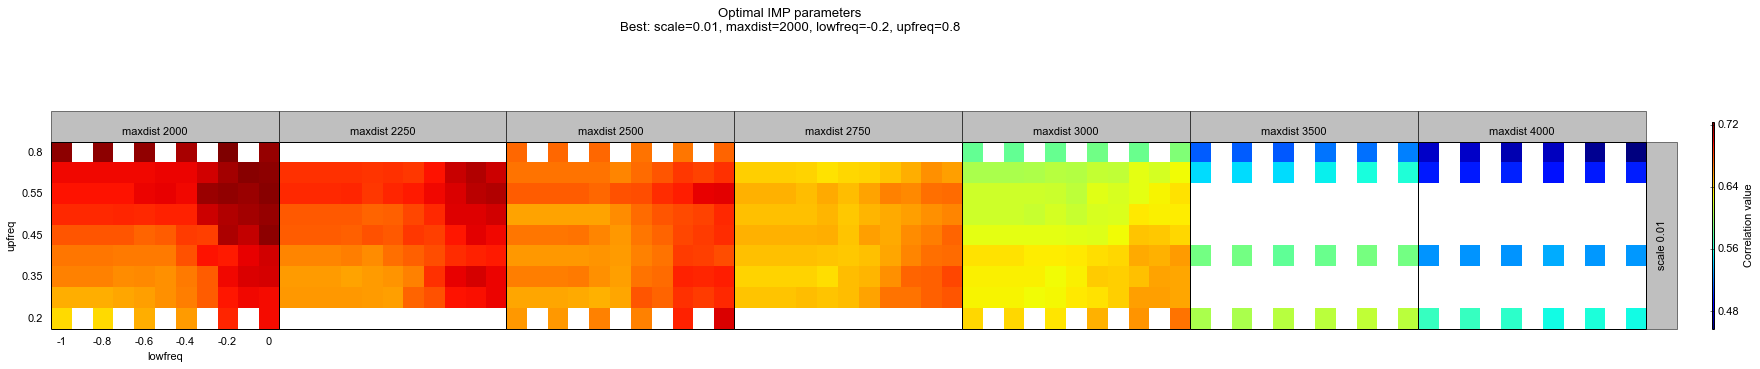 Optimal IMP parameters
Best: scale=0.01, maxdist=2000, lowfreq=-0.2, upfreq=0.8
maxdist 2000
maxdist 2250
maxdist 2500
maxdist 2750
maxdist 3000
maxdist 3500
maxdist 4000
upfreq
0.8
0.55
0.45
0.35
0.2
-1
-0.8
-0.6
-0.4
-0.2
0
lowfreq
scale 0.01
0.72
0.64
0.56
0.48
Correlation value